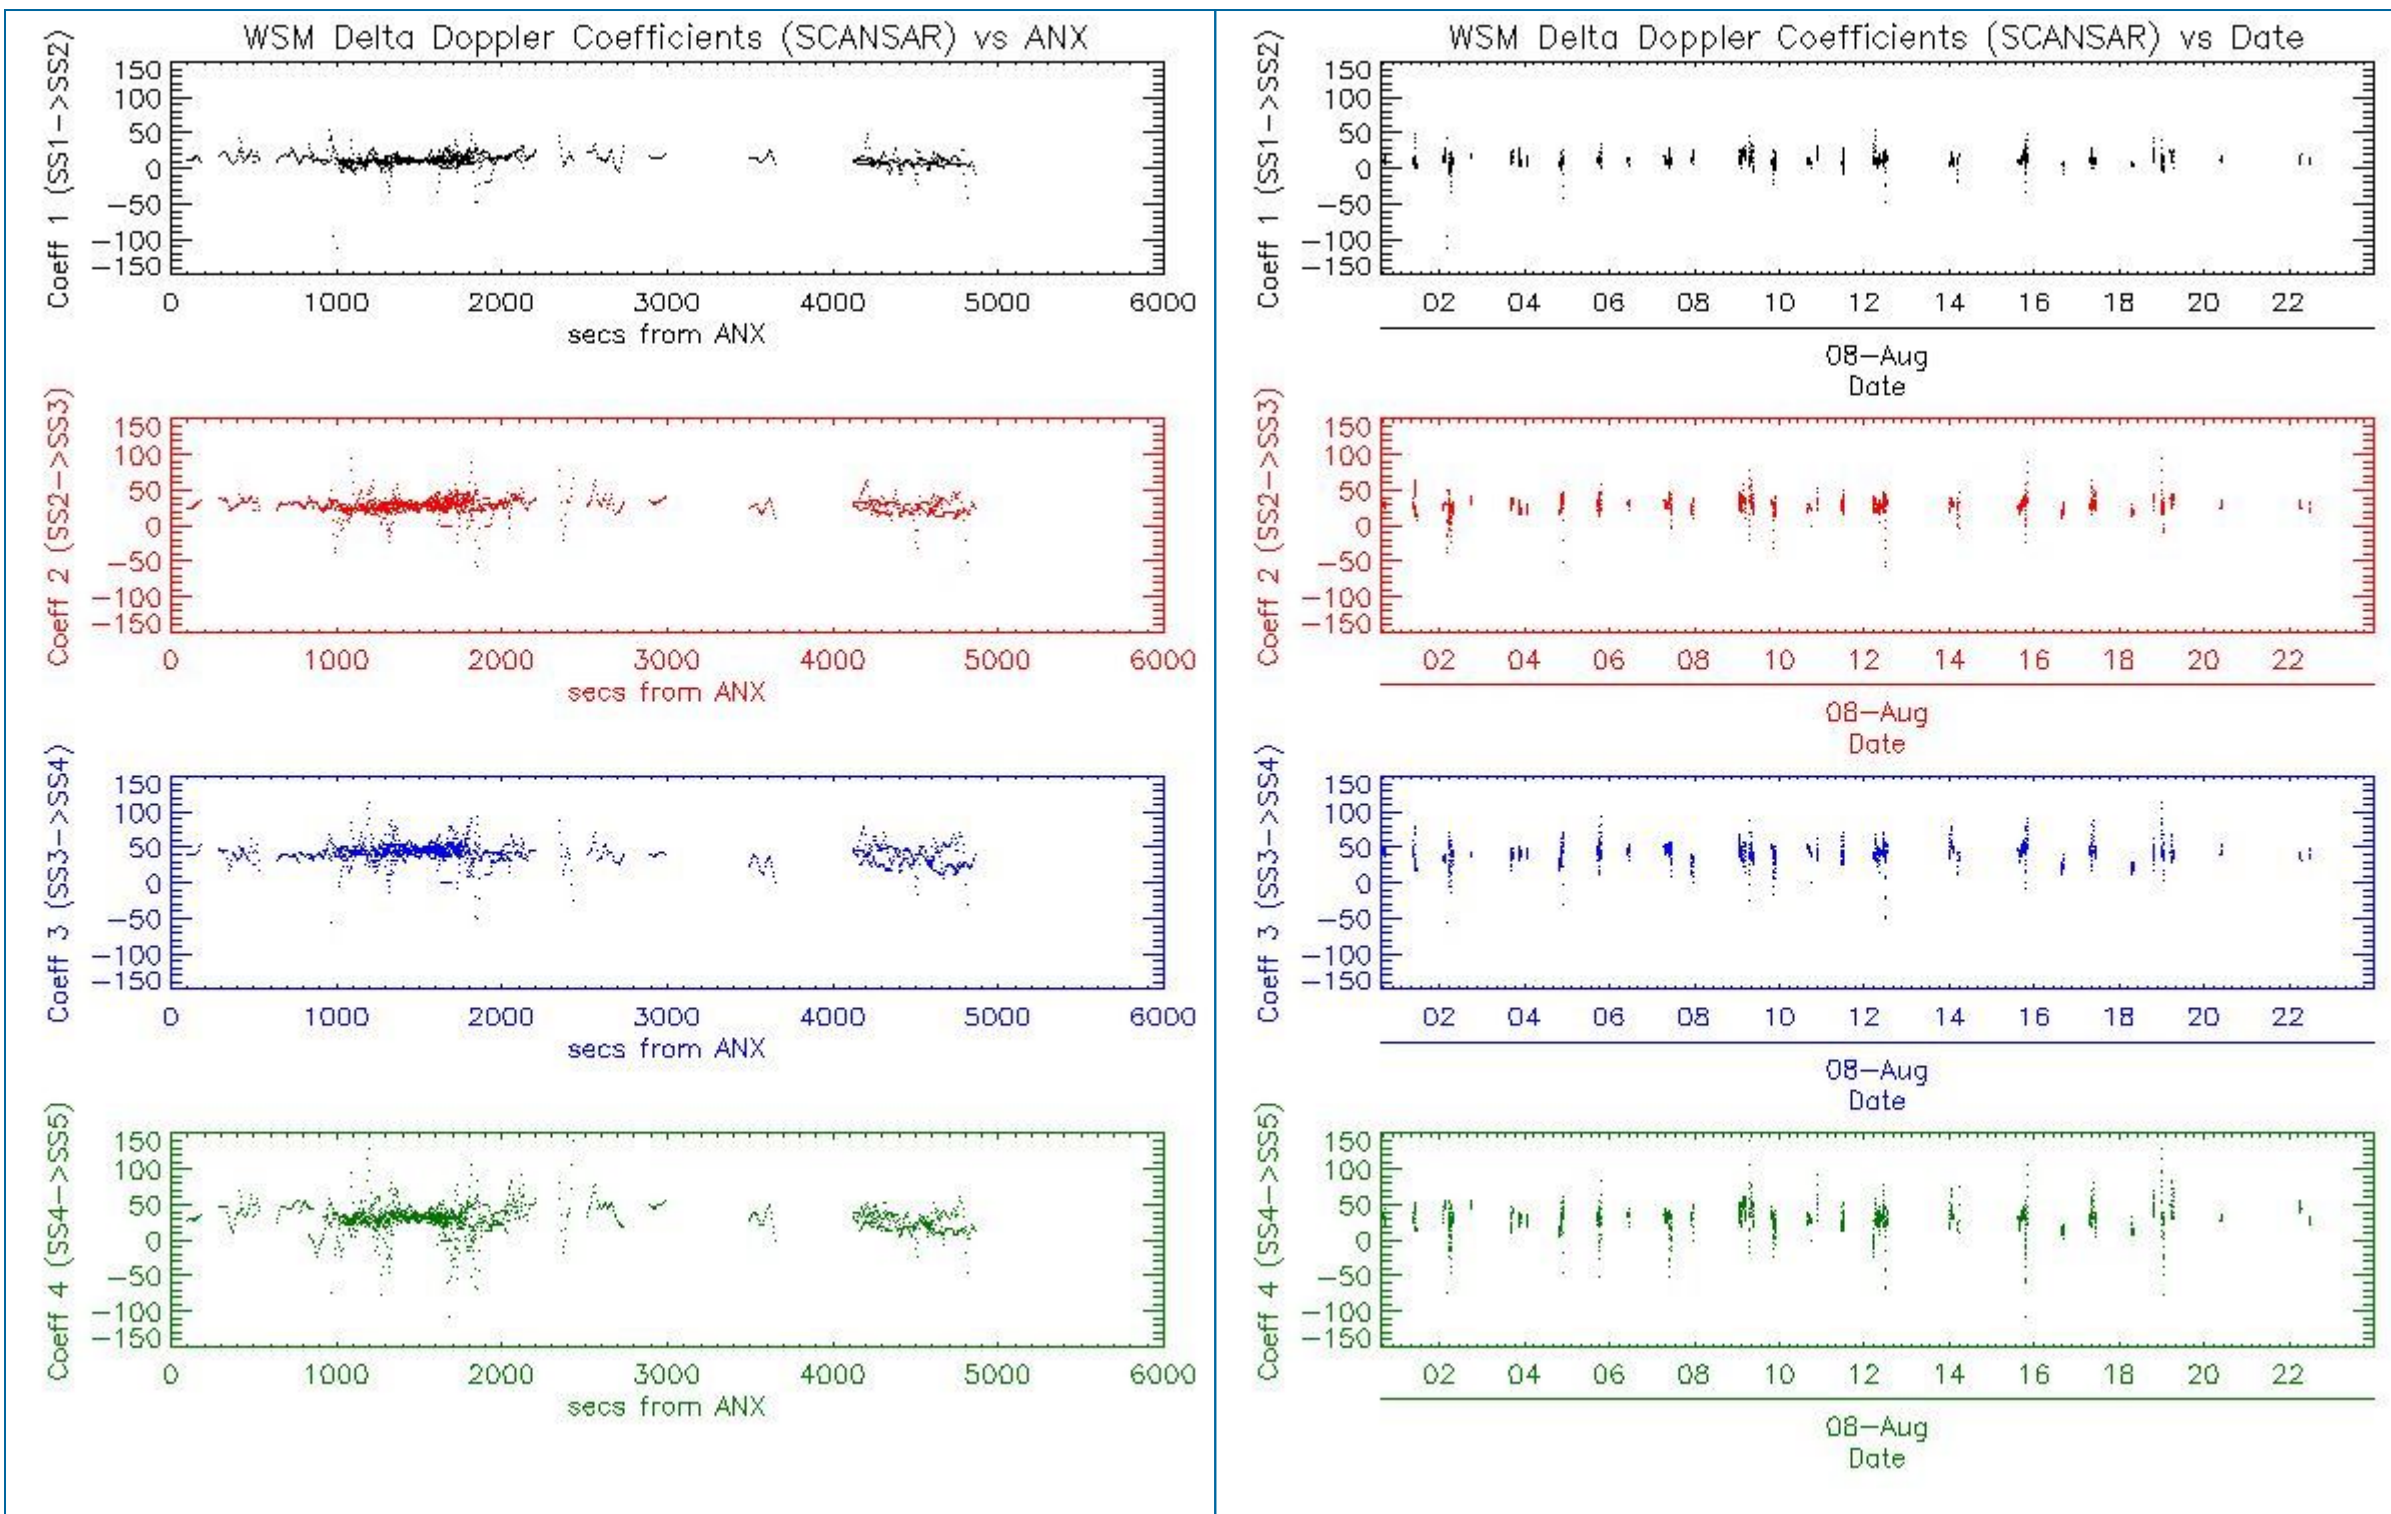 WSM Delta Doppler Coefficients (SCANSAR) vs ANX
Coeff 1 (SS1->SS2)
150
100
50
0
-50
-100
-150
0 1000 2000 3000 4000 5000 6000
secs from ANX
Coeff 2 (SS2->SS3)
150
100
50
0
-50
-100
-150
0 1000 2000 3000 4000 5000 6000
secs from ANX
Coeff 3 (SS3->SS4)
150
100
50
0
-50
-100
-150
0 1000 2000 3000 4000 5000 6000
secs from ANX
Coeff 4 (SS4->SS5)
150
100
50
0
-50
-100
-150
0 1000 2000 3000 4000 5000 6000
secs from ANX
WSM Delta Doppler Coefficients (SCANSAR) vs Date
Coeff 1 (SS1->SS2)
150
100
50
0
-50
-100
-150
02 04 06 08 10 12 14 16 18 20 22
08-Aug
Date
Coeff 2 (SS2->SS3)
150
100
50
0
-50
-100
-150
02 04 06 08 10 12 14 16 18 20 22
08-Aug
Date
Coeff 3 (SS3->SS4)
150
100
50
0
-50
-100
-150
02 04 06 08 10 12 14 16 18 20 22
08-Aug
Date
Coeff 4 (SS4->SS5)
150
100
50
0
-50
-100
-150
02 04 06 08 10 12 14 16 18 20 22
08-Aug
Date